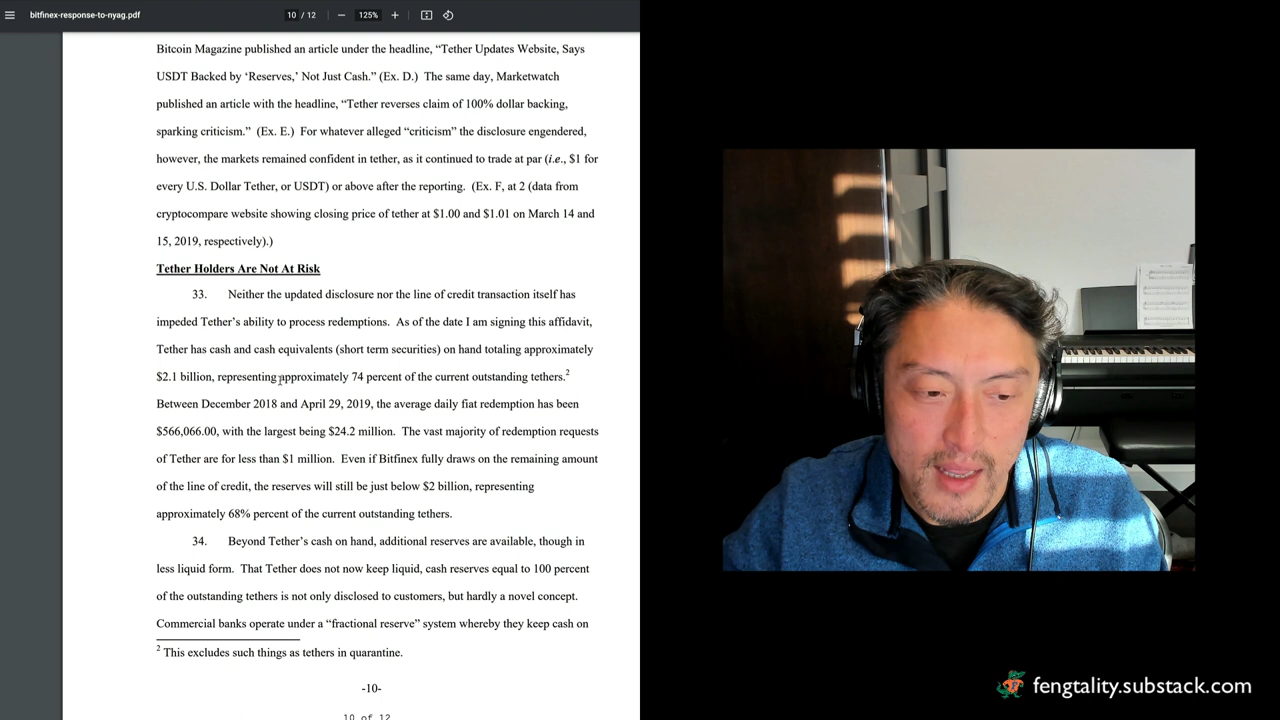 bitfinex-response-to-nyag.pdf
10 / 12
125%
Bitcoin Magazine published an article under the headline, “Tether Updates Website, Says
USDT Backed by ‘Reserves,’ Not Just Cash.” (Ex. D.) The same day, Marketwatch
published an article with the headline, “Tether reverses claim of 100% dollar backing,
sparking criticism.” (Ex. E.) For whatever alleged “criticism” the disclosure engendered,
however, the markets remained confident in tether, as it continued to trade at par (i.e., $1 for
every U.S. Dollar Tether, or USDT) or above after the reporting. (Ex. F, at 2 (data from
cryptocompare website showing closing price of tether at $1.00 and $1.01 on March 14 and
15, 2019, respectively).)
Tether Holders Are Not At Risk
33. Neither the updated disclosure nor the line of credit transaction itself has
impeded Tether’s ability to process redemptions. As of the date I am signing this affidavit,
Tether has cash and cash equivalents (short term securities) on hand totaling approximately
$2.1 billion, representing approximately 74 percent of the current outstanding tethers.2
Between December 2018 and April 29, 2019, the average daily fiat redemption has been
$566,066.00, with the largest being $24.2 million. The vast majority of redemption requests
of Tether are for less than $1 million. Even if Bitfinex fully draws on the remaining amount
of the line of credit, the reserves will still be just below $2 billion, representing
approximately 68% percent of the current outstanding tethers.
34. Beyond Tether’s cash on hand, additional reserves are available, though in
less liquid form. That Tether does not now keep liquid, cash reserves equal to 100 percent
of the outstanding tethers is not only disclosed to customers, but hardly a novel concept.
Commercial banks operate under a “fractional reserve” system whereby they keep cash on
2 This excludes such things as tethers in quarantine.
-10-
10 of 12
fengtality.substack.com